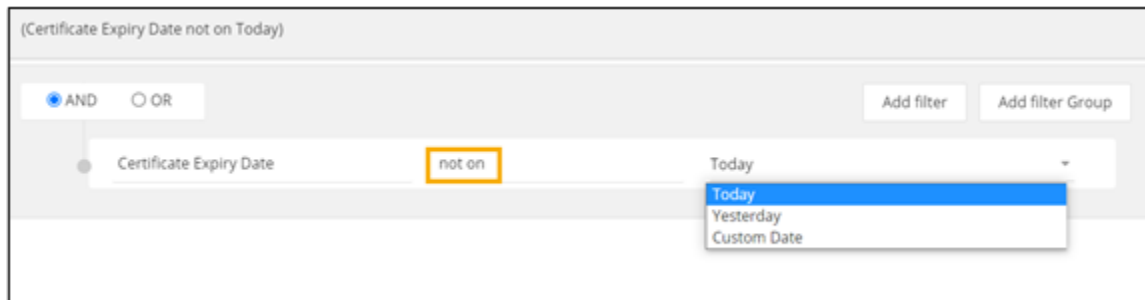 (Certificate Expiry Date not on Today)
AND OR Add filter Add filter Group
Certificate Expiry Date not on Today
Today
Yesterday
Custom Date